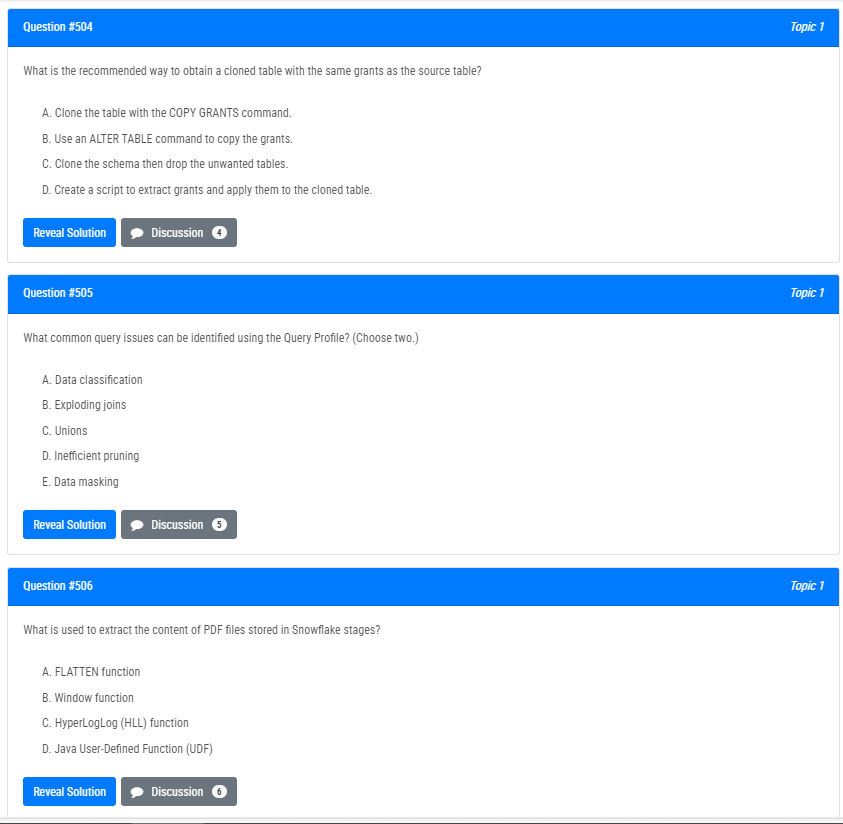 Question #504 Topic 1
What is the recommended way to obtain a cloned table with the same grants as the source table?
A. Clone the table with the COPY GRANTS command.
B. Use an ALTER TABLE command to copy the grants.
C. Clone the schema then drop the unwanted tables.
D. Create a script to extract grants and apply them to the cloned table.
Reveal Solution Discussion 4
Question #505 Topic 1
What common query issues can be identified using the Query Profile? (Choose two.)
A. Data classification
B. Exploding joins
C. Unions
D. Inefficient pruning
E. Data masking
Reveal Solution Discussion 5
Question #506 Topic 1
What is used to extract the content of PDF files stored in Snowflake stages?
A. FLATTEN function
B. Window function
C. HyperLogLog (HLL) function
D. Java User-Defined Function (UDF)
Reveal Solution Discussion 6